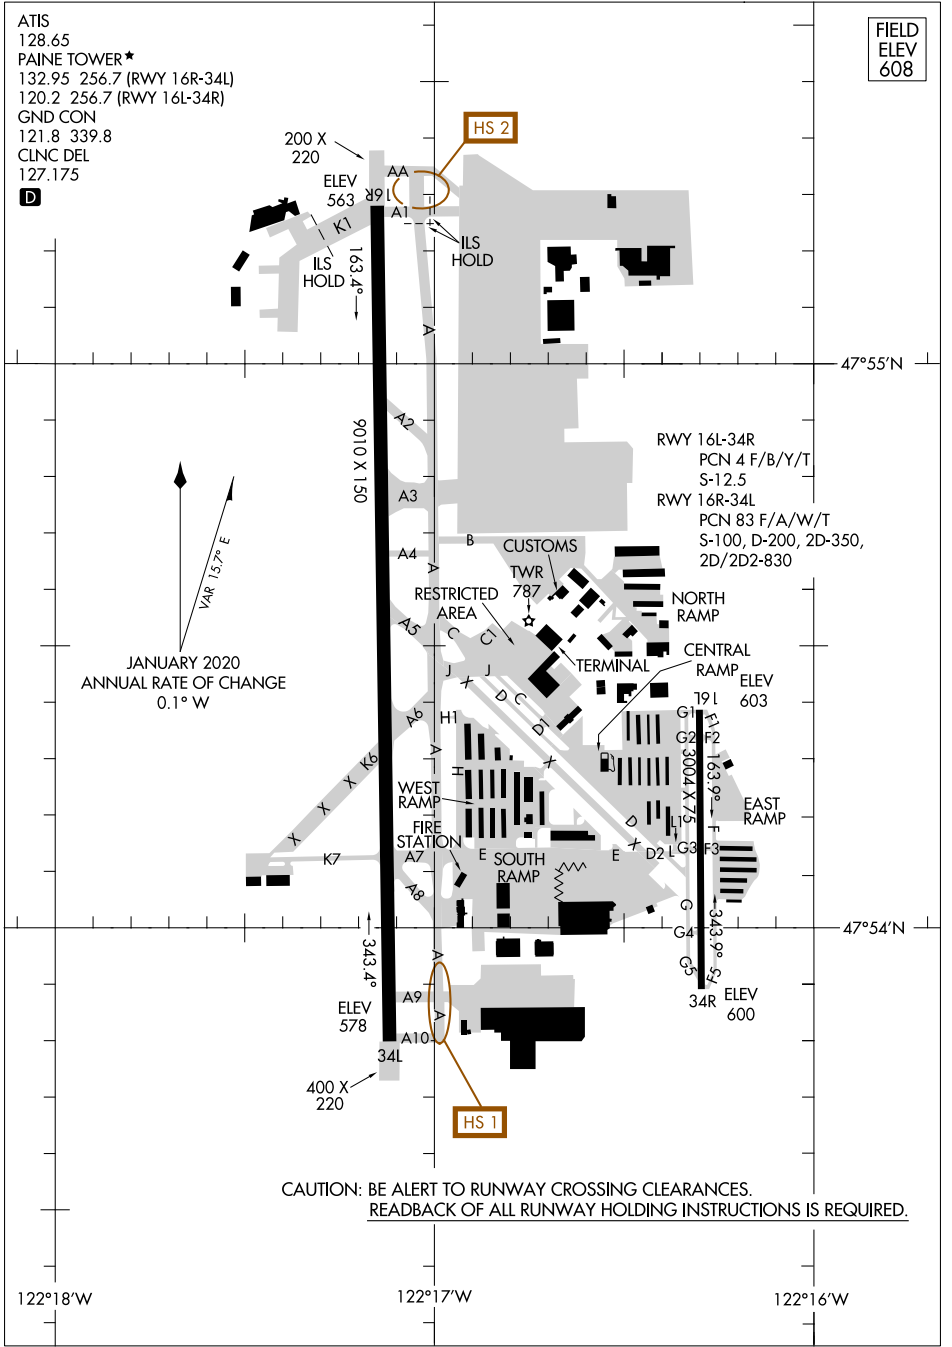 ATIS
128.65
PAINE TOWER★
132.95 256.7 (RWY 16R-34L)
120.2 256.7 (RWY 16L-34R)
GND CON
121.8 339.8
CLNC DEL
127.175
D
FIELD
ELEV
608
HS 2
200 X
220
AA
ELEV
563
16R
A1
K1
ILS
HOLD
ILS
HOLD
163.4°
A
47°55'N
A2
9010 X 150
RWY 16L-34R
PCN 4 F/B/Y/T
S-12.5
RWY 16R-34L
PCN 83 F/A/W/T
S-100, D-200, 2D-350,
2D/2D2-830
A3
A4
B
CUSTOMS
A
TWR
787
RESTRICTED
AREA
NORTH
RAMP
VAR 15.7° E
A5
C
C1
JANUARY 2020
ANNUAL RATE OF CHANGE
0.1° W
TERMINAL
CENTRAL
RAMP
ELEV
603
J
J
X
D
C
16L
A6
H1
D1
G1
F1
G2
F2
A
X
K6
H
3004 X 75
163.9°
X
WEST
RAMP
X
EAST
RAMP
FIRE
STATION
D
L1
F
X
X
K7
A7
E
SOUTH
RAMP
E
D2
L
G3
F3
A8
G
G4
343.9°
47°54'N
343.4°
A
G5
F5
A9
ELEV
578
A
34R
ELEV
600
A10
34L
400 X
220
HS 1
CAUTION: BE ALERT TO RUNWAY CROSSING CLEARANCES.
READBACK OF ALL RUNWAY HOLDING INSTRUCTIONS IS REQUIRED.
122°18'W
122°17'W
122°16'W